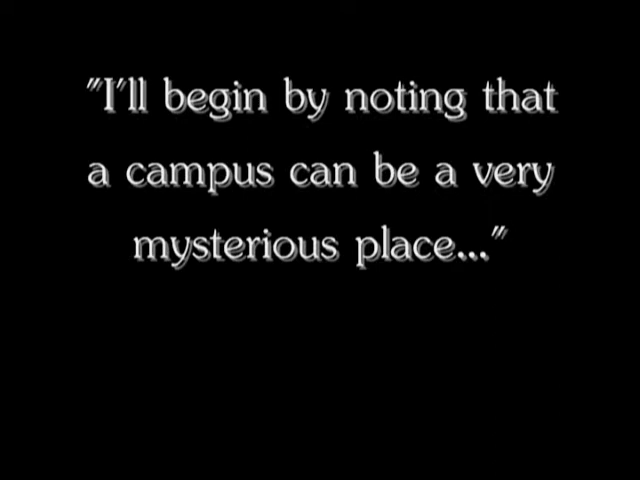 "I'll begin by noting that
a campus can be a very
mysterious place..."